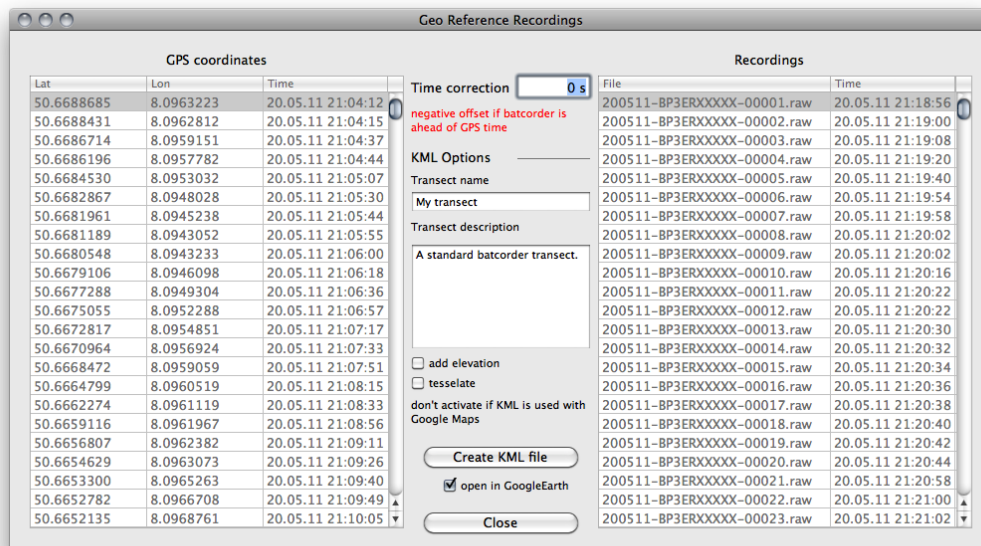 Geo Reference Recordings
GPS coordinates
Lat Lon Time
50.6688685 8.0963223 20.05.11 21:04:12
50.6688431 8.0962812 20.05.11 21:04:15
50.6686714 8.0959151 20.05.11 21:04:37
50.6686196 8.0957782 20.05.11 21:04:44
50.6684530 8.0953032 20.05.11 21:05:07
50.6682867 8.0948028 20.05.11 21:05:30
50.6681961 8.0945238 20.05.11 21:05:44
50.6681189 8.0943052 20.05.11 21:05:55
50.6680548 8.0943233 20.05.11 21:06:00
50.6679106 8.0946098 20.05.11 21:06:18
50.6677288 8.0949304 20.05.11 21:06:36
50.6675055 8.0952288 20.05.11 21:06:57
50.6672817 8.0954851 20.05.11 21:07:17
50.6670964 8.0956924 20.05.11 21:07:33
50.6668472 8.0959059 20.05.11 21:07:51
50.6664799 8.0960519 20.05.11 21:08:15
50.6662274 8.0961119 20.05.11 21:08:33
50.6659116 8.0961967 20.05.11 21:08:56
50.6656807 8.0962382 20.05.11 21:09:11
50.6654629 8.0963073 20.05.11 21:09:26
50.6653300 8.0965263 20.05.11 21:09:40
50.6652782 8.0966708 20.05.11 21:09:49
50.6652135 8.0968761 20.05.11 21:10:05
Time correction 0 s
negative offset if batcorder is
ahead of GPS time
KML Options
Transect name
My transect
Transect description
A standard batcorder transect.
add elevation
tesselate
don't activate if KML is used with
Google Maps
Create KML file
open in GoogleEarth
Close
Recordings
File Time
200511-BP3ERXXXXX-00001.raw 20.05.11 21:18:56
200511-BP3ERXXXXX-00002.raw 20.05.11 21:19:00
200511-BP3ERXXXXX-00003.raw 20.05.11 21:19:08
200511-BP3ERXXXXX-00004.raw 20.05.11 21:19:20
200511-BP3ERXXXXX-00005.raw 20.05.11 21:19:40
200511-BP3ERXXXXX-00006.raw 20.05.11 21:19:54
200511-BP3ERXXXXX-00007.raw 20.05.11 21:19:58
200511-BP3ERXXXXX-00008.raw 20.05.11 21:20:02
200511-BP3ERXXXXX-00009.raw 20.05.11 21:20:02
200511-BP3ERXXXXX-00010.raw 20.05.11 21:20:16
200511-BP3ERXXXXX-00011.raw 20.05.11 21:20:22
200511-BP3ERXXXXX-00012.raw 20.05.11 21:20:22
200511-BP3ERXXXXX-00013.raw 20.05.11 21:20:30
200511-BP3ERXXXXX-00014.raw 20.05.11 21:20:32
200511-BP3ERXXXXX-00015.raw 20.05.11 21:20:34
200511-BP3ERXXXXX-00016.raw 20.05.11 21:20:36
200511-BP3ERXXXXX-00017.raw 20.05.11 21:20:38
200511-BP3ERXXXXX-00018.raw 20.05.11 21:20:40
200511-BP3ERXXXXX-00019.raw 20.05.11 21:20:42
200511-BP3ERXXXXX-00020.raw 20.05.11 21:20:44
200511-BP3ERXXXXX-00021.raw 20.05.11 21:20:58
200511-BP3ERXXXXX-00022.raw 20.05.11 21:21:00
200511-BP3ERXXXXX-00023.raw 20.05.11 21:21:02